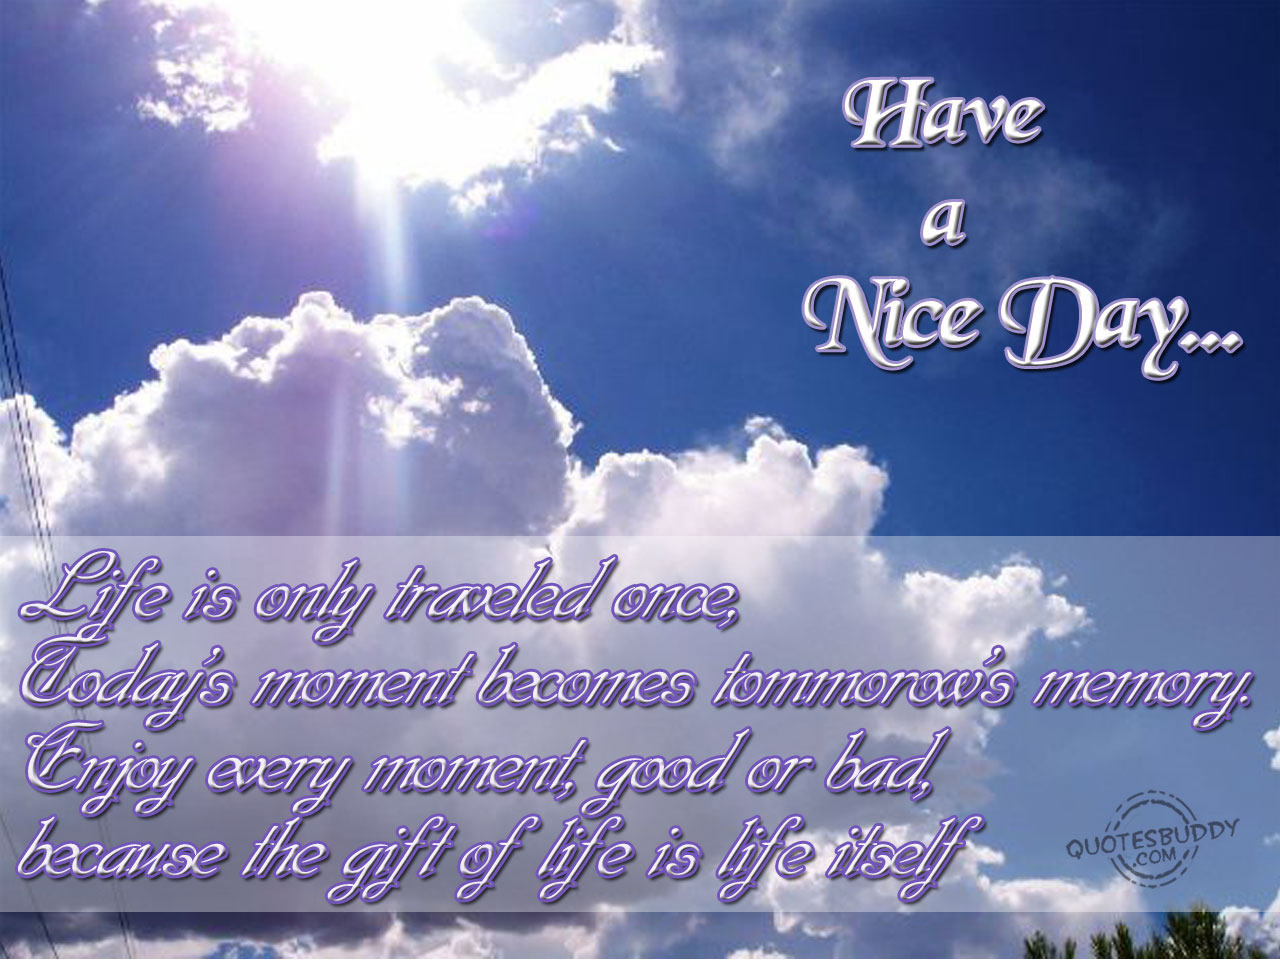 Have
a
Nice Day...
Life is only traveled once,
Today's moment becomes tommorow's memory.
Enjoy every moment, good or bad,
because the gift of life is life itself
QUOTESBUDDY
.COM